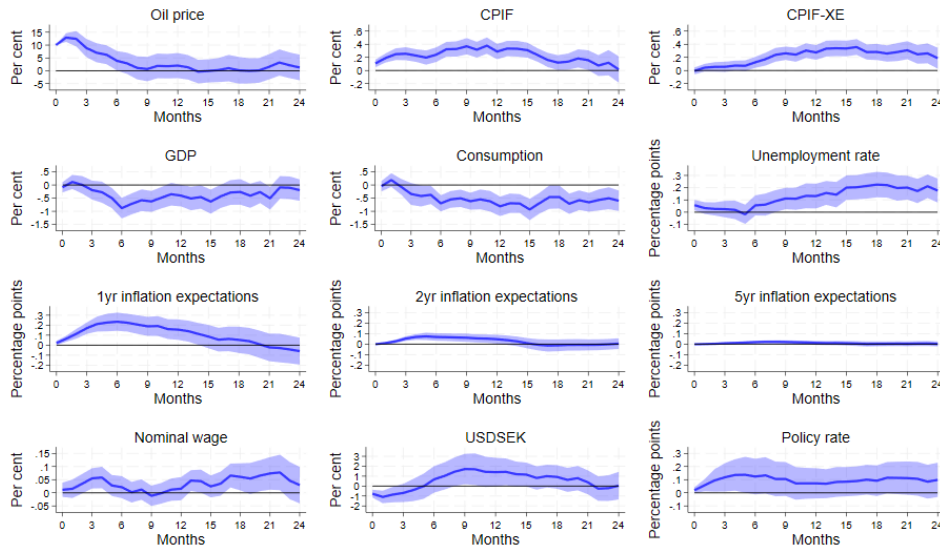 Oil price
Per cent
15
10
5
0
-5
0 3 6 9 12 15 18 21 24
Months
CPIF
Per cent
.6
.4
.2
0
-.2
0 3 6 9 12 15 18 21 24
Months
CPIF-XE
Per cent
.6
.4
.2
0
-.2
0 3 6 9 12 15 18 21 24
Months
GDP
Per cent
.5
0
-.5
-1
-1.5
0 3 6 9 12 15 18 21 24
Months
Consumption
Per cent
.5
0
-.5
-1
-1.5
0 3 6 9 12 15 18 21 24
Months
Unemployment rate
Percentage points
.3
.2
.1
0
-.1
0 3 6 9 12 15 18 21 24
Months
1yr inflation expectations
Percentage points
.3
.2
.1
0
-.1
-.2
0 3 6 9 12 15 18 21 24
Months
2yr inflation expectations
Percentage points
.3
.2
.1
0
-.1
-.2
0 3 6 9 12 15 18 21 24
Months
5yr inflation expectations
Percentage points
.3
.2
.1
0
-.1
-.2
0 3 6 9 12 15 18 21 24
Months
Nominal wage
Per cent
.15
.1
.05
0
-.05
0 3 6 9 12 15 18 21 24
Months
USDSEK
Per cent
3
2
1
0
-1
-2
0 3 6 9 12 15 18 21 24
Months
Policy rate
Percentage points
.3
.2
.1
0
-.1
0 3 6 9 12 15 18 21 24
Months